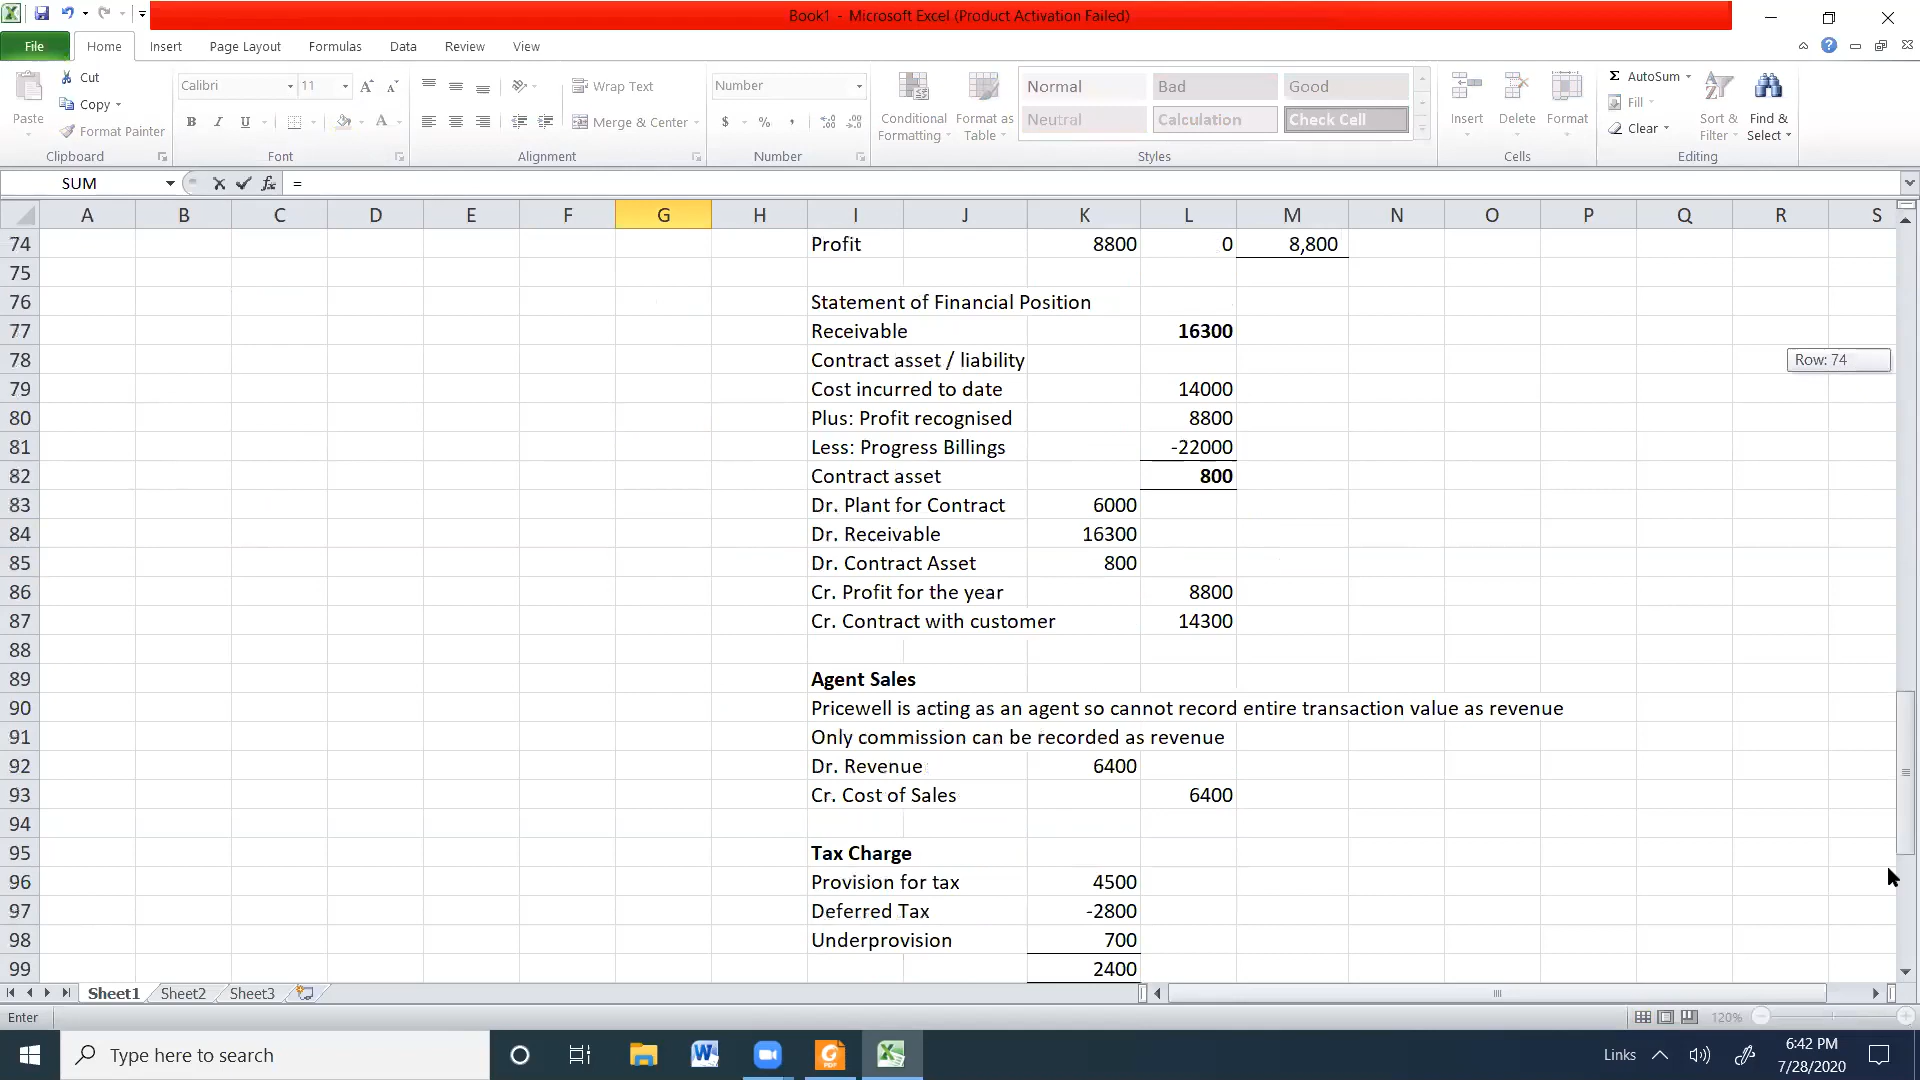 Book1 - Microsoft Excel (Product Activation Failed)
File Home Insert Page Layout Formulas Data Review View
Paste Cut Copy Format Painter Clipboard
Calibri 11 A A B I U A Font
Wrap Text Merge & Center Alignment
Number $ % , Number
Conditional Formatting Format as Table Normal Bad Good Neutral Calculation Check Cell Styles
Insert Delete Format Cells
Σ AutoSum Fill Clear Sort & Filter Find & Select Editing
SUM fx =
A B C D E F G H I J K L M N O P Q R S
74 Profit 8800 0 8,800
75
76 Statement of Financial Position
77 Receivable 16300
78 Contract asset / liability
Row: 74
79 Cost incurred to date 14000
80 Plus: Profit recognised 8800
81 Less: Progress Billings -22000
82 Contract asset 800
83 Dr. Plant for Contract 6000
84 Dr. Receivable 16300
85 Dr. Contract Asset 800
86 Cr. Profit for the year 8800
87 Cr. Contract with customer 14300
88
89 Agent Sales
90 Pricewell is acting as an agent so cannot record entire transaction value as revenue
91 Only commission can be recorded as revenue
92 Dr. Revenue 6400
93 Cr. Cost of Sales 6400
94
95 Tax Charge
96 Provision for tax 4500
97 Deferred Tax -2800
98 Underprovision 700
99 2400
Sheet1 Sheet2 Sheet3
Enter 120%
Type here to search Links 6:42 PM
7/28/2020